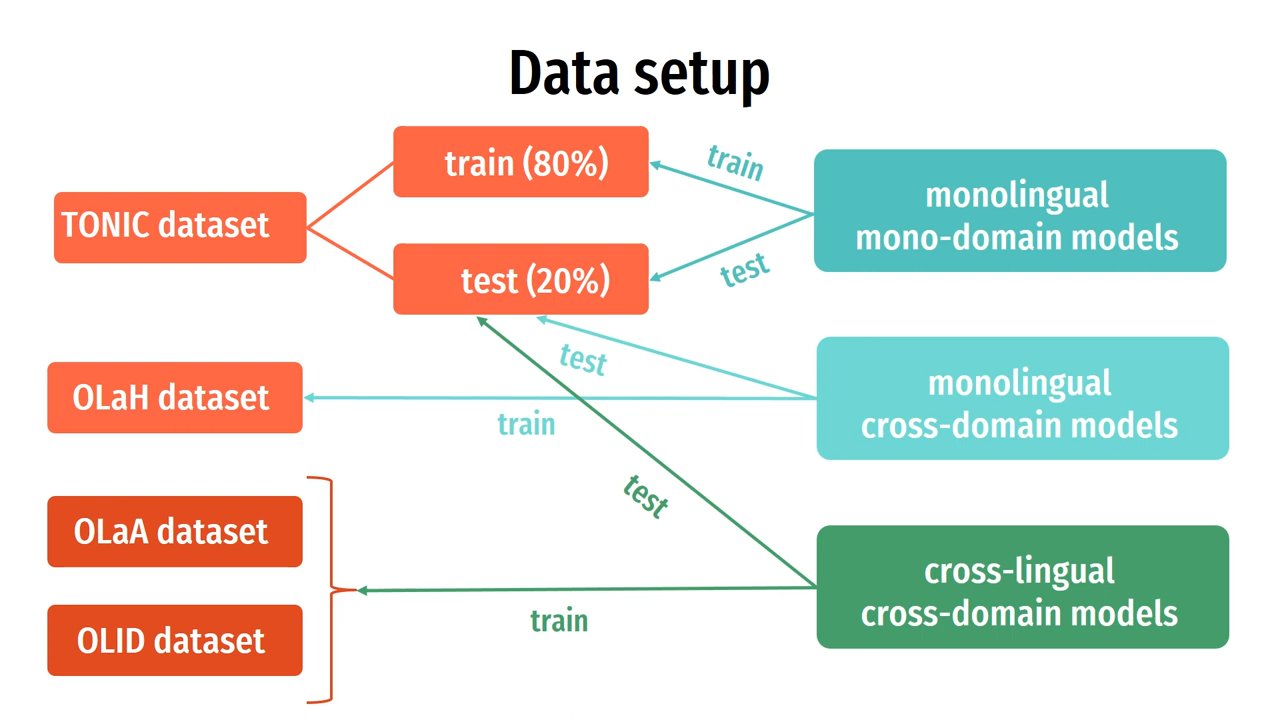 Data setup
train (80%)
train
monolingual
mono-domain models
TONIC dataset
test (20%)
test
test
monolingual
cross-domain models
OLaH dataset
train
test
OLaA dataset
cross-lingual
cross-domain models
OLID dataset
train